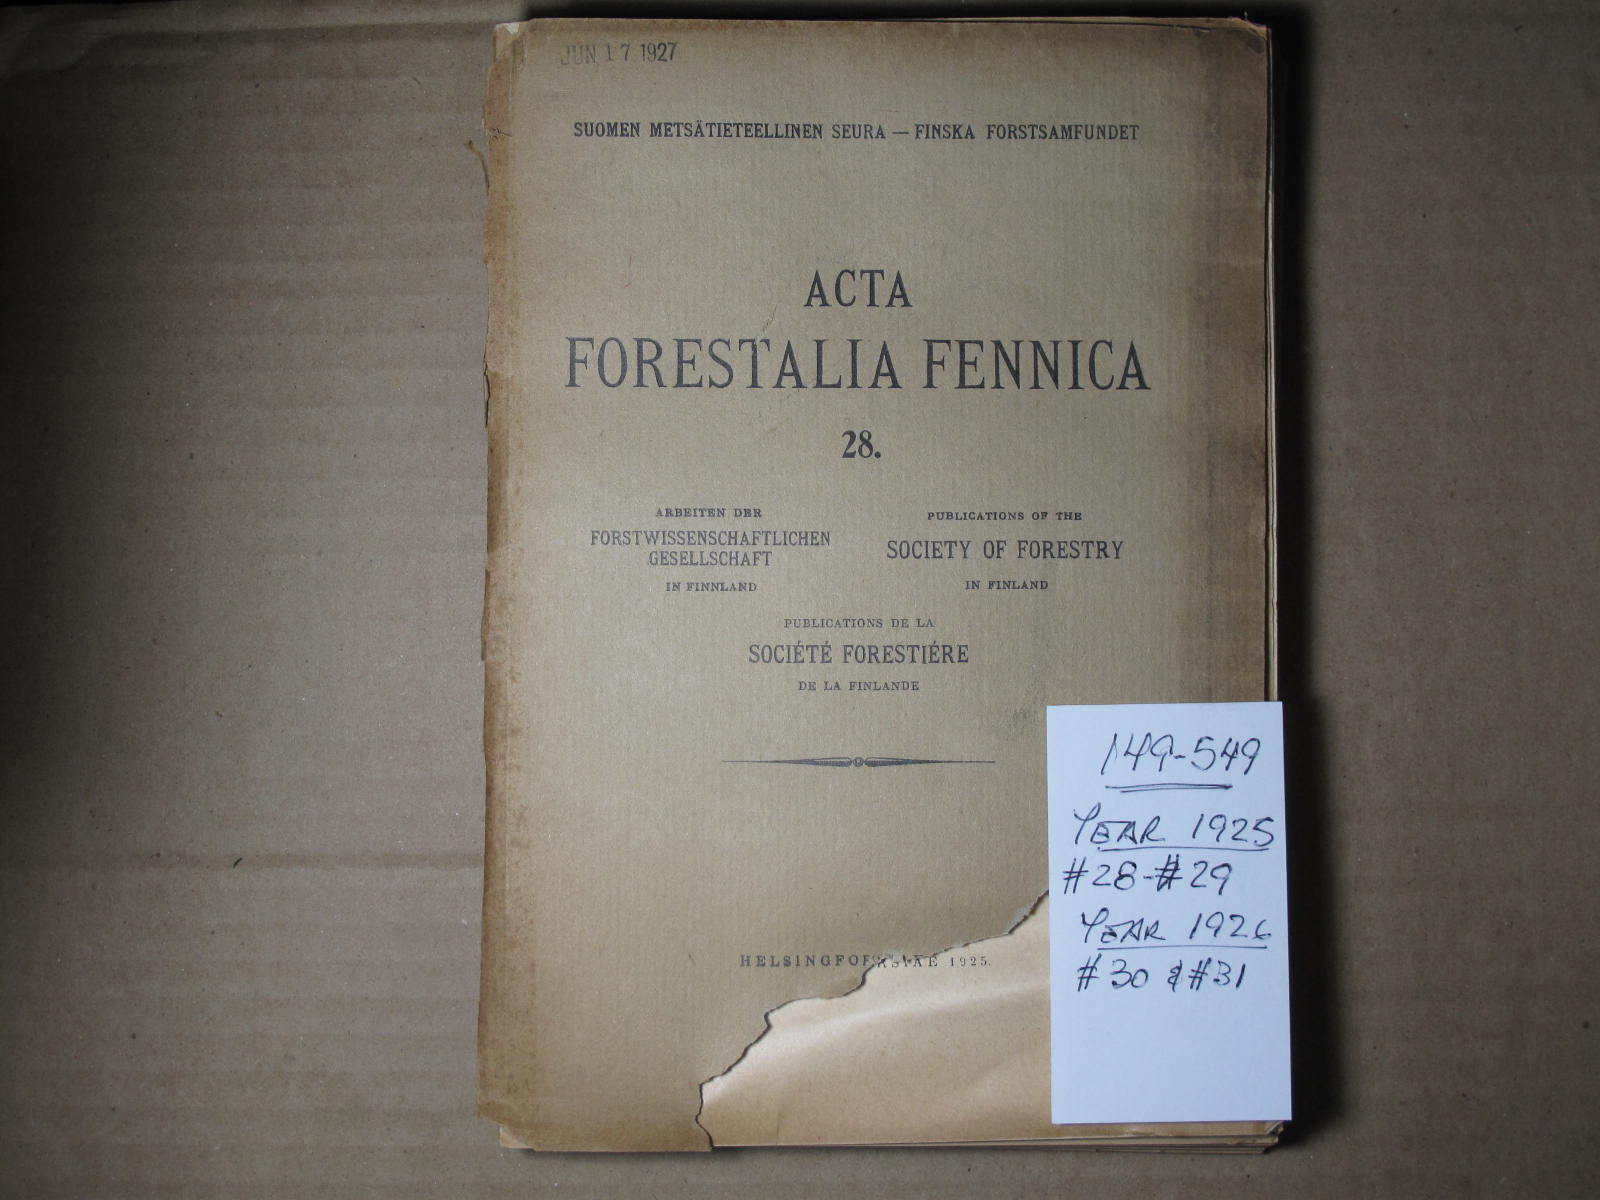 JUN 17 1927
SUOMEN METSÄTIETEELLINEN SEURA — FINSKA FORSTSAMFUNDET
ACTA
FORESTALIA FENNICA
28.
ARBEITEN DER
FORSTWISSENSCHAFTLICHEN
GESELLSCHAFT
IN FINNLAND
PUBLICATIONS OF THE
SOCIETY OF FORESTRY
IN FINLAND
PUBLICATIONS DE LA
SOCIÉTÉ FORESTIÉRE
DE LA FINLANDE
HELSINGFORSIAE 1925.
149-549
YEAR 1925
#28-#29
YEAR 1926
#30 & #31